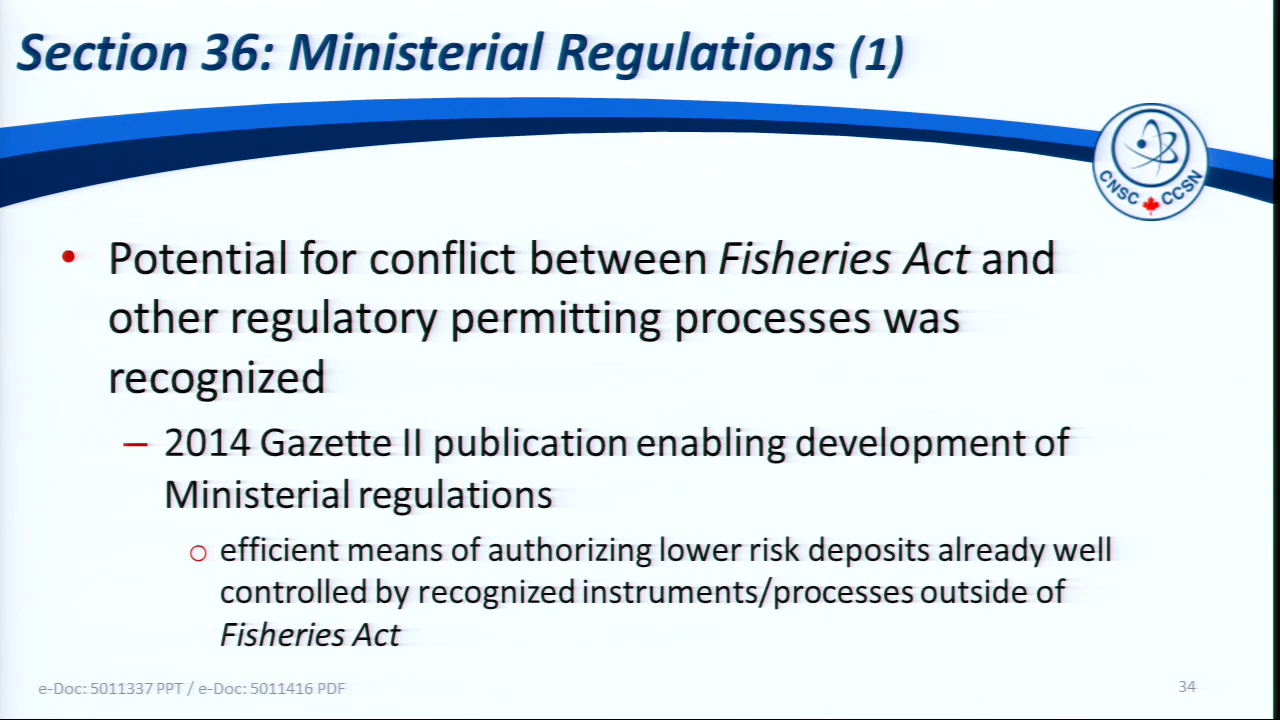 Section 36: Ministerial Regulations (1)
CNSC CCSN
• Potential for conflict between Fisheries Act and
other regulatory permitting processes was
recognized
– 2014 Gazette II publication enabling development of
Ministerial regulations
o efficient means of authorizing lower risk deposits already well
controlled by recognized instruments/processes outside of
Fisheries Act
e-Doc: 5011337 PPT / e-Doc: 5011416 PDF
34